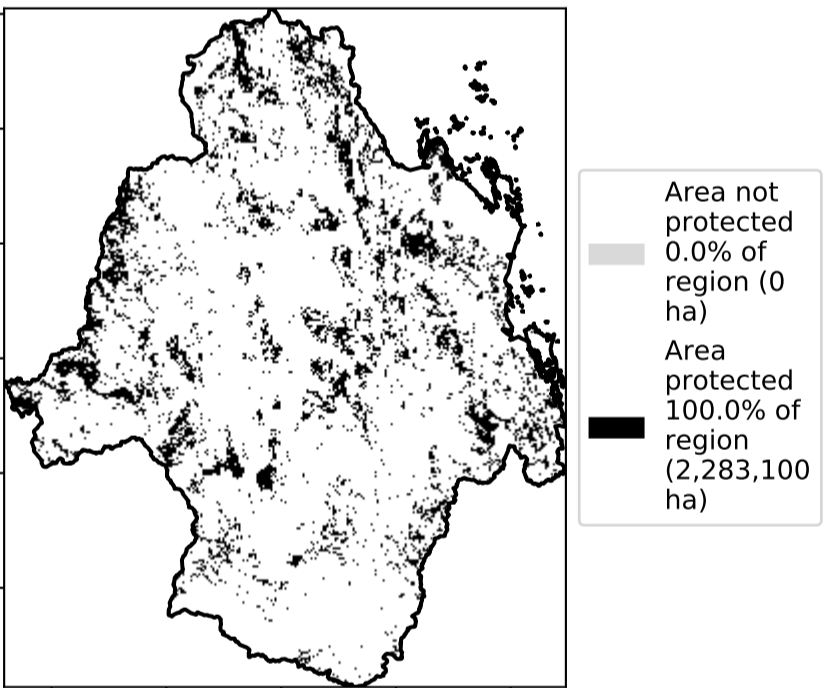 Area not
protected
0.0% of
region (0
ha)
Area
protected
100.0% of
region
(2,283,100
ha)